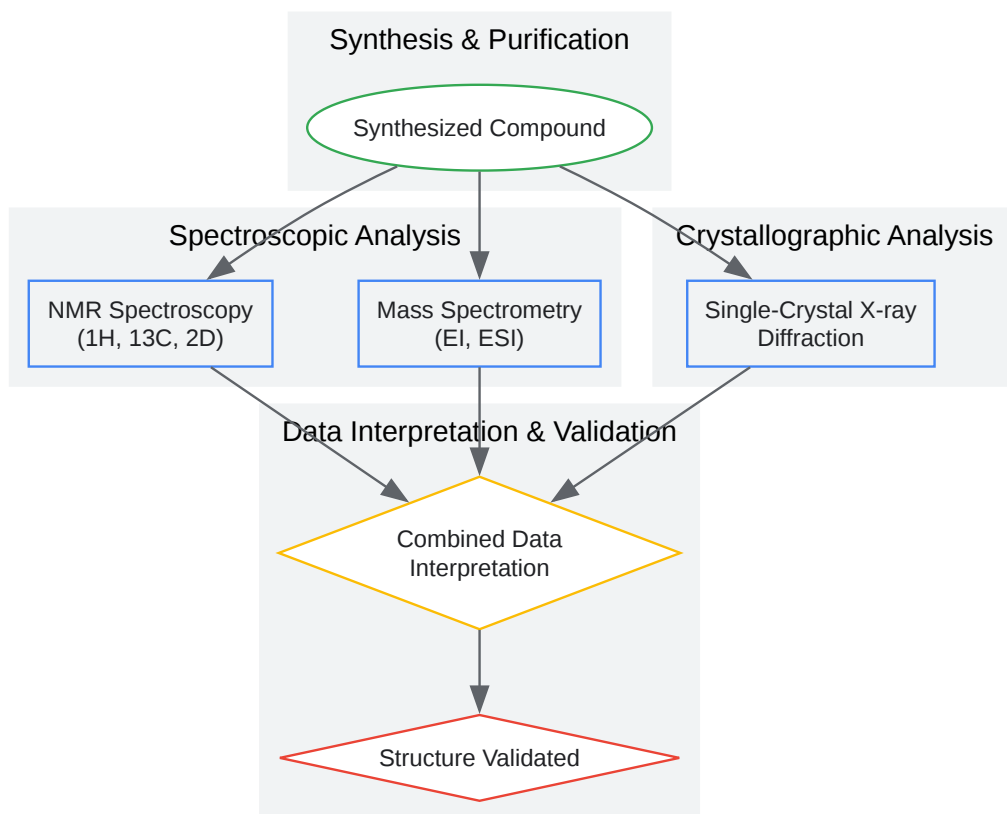 Synthesis & Purification
Synthesized Compound
Spectroscopic Analysis
Crystallographic Analysis
NMR Spectroscopy
(1H, 13C, 2D)
Mass Spectrometry
(EI, ESI)
Single-Crystal X-ray
Diffraction
Data Interpretation & Validation
Combined Data
Interpretation
Structure Validated